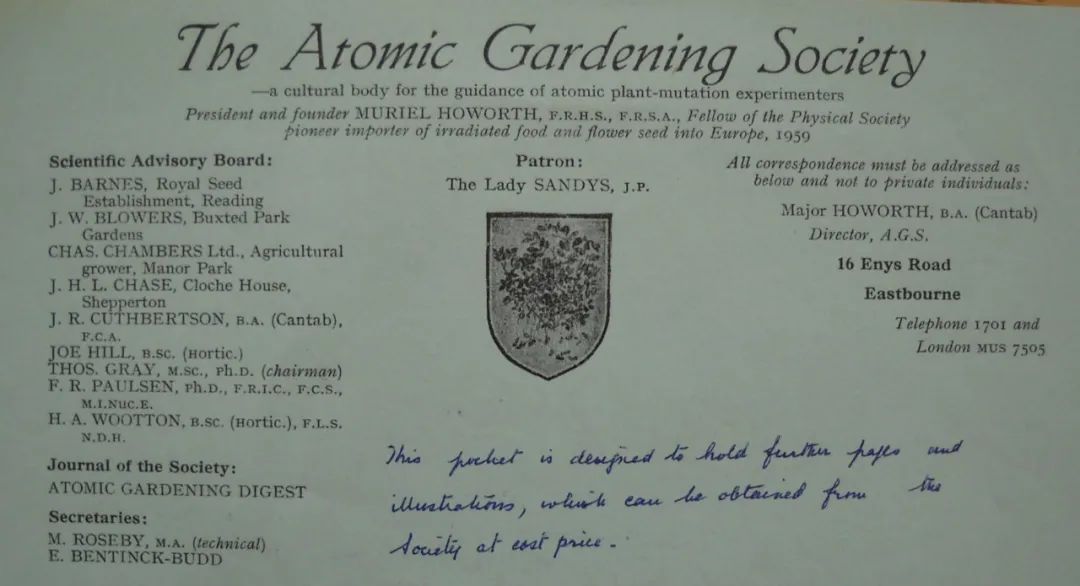 The Atomic Gardening Society
—a cultural body for the guidance of atomic plant-mutation experimenters
President and founder MURIEL HOWORTH, F.R.H.S., F.R.S.A., Fellow of the Physical Society
pioneer importer of irradiated food and flower seed into Europe, 1959
Scientific Advisory Board:
J. BARNES, Royal Seed
Establishment, Reading
J. W. BLOWERS, Buxted Park
Gardens
CHAS. CHAMBERS Ltd., Agricultural
grower, Manor Park
J. H. L. CHASE, Cloche House,
Shepperton
J. R. CUTHBERTSON, B.A. (Cantab),
F.C.A.
JOE HILL, B.SC. (Hortic.)
THOS. GRAY, M.SC., Ph.D. (chairman)
F. R. PAULSEN, Ph.D., F.R.I.C., F.C.S.,
M.I.NUC.E.
H. A. WOOTTON, B.SC. (Hortic.), F.L.S.
N.D.H.
Journal of the Society:
ATOMIC GARDENING DIGEST
Secretaries:
M. ROSEBY, M.A. (technical)
E. BENTINCK-BUDD
Patron:
The Lady SANDYS, J.P.
All correspondence must be addressed as
below and not to private individuals:
Major HOWORTH, B.A. (Cantab)
Director, A.G.S.
16 Enys Road
Eastbourne
Telephone 1701 and
London MUS 7505
This pocket is designed to hold further pages and
illustrations, which can be obtained from the
Society at cost price.